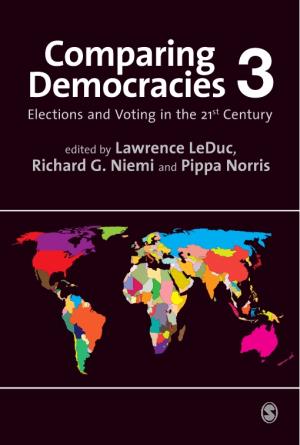 Comparing
Democracies 3
Elections and Voting in the 21st Century
edited by Lawrence LeDuc,
Richard G. Niemi and Pippa Norris
S